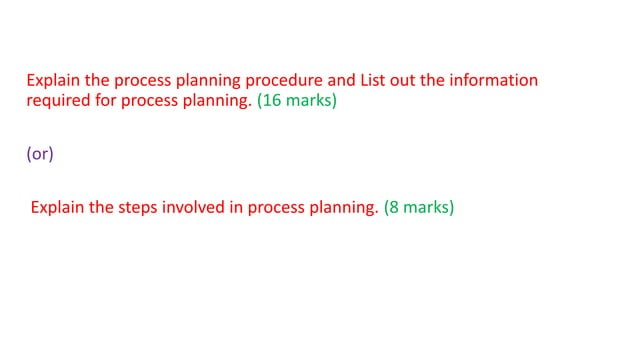 Explain the process planning procedure and List out the information
required for process planning. (16 marks)
(or)
Explain the steps involved in process planning. (8 marks)